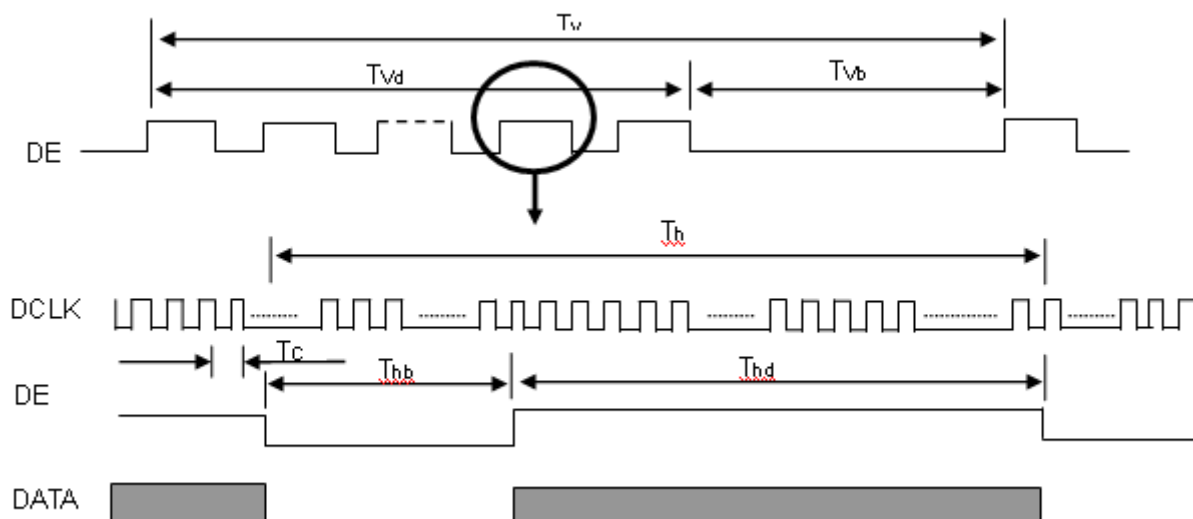 Tv
TVd
TVb
DE
Th
DCLK
Tc
Thb
Thd
DE
DATA